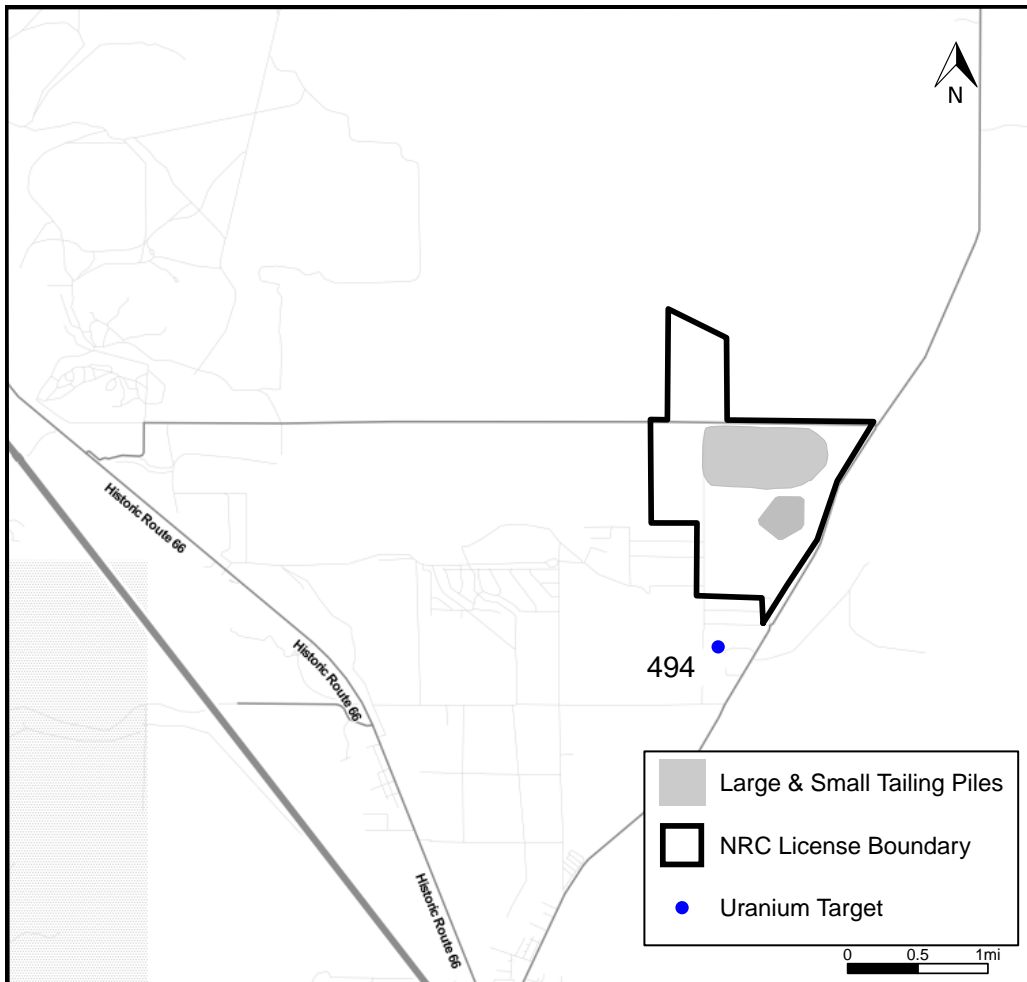 N
Historic Route 66
Historic Route 66
494
Large & Small Tailing Piles
NRC License Boundary
Uranium Target
Historic Route 66
0 0.5 1mi